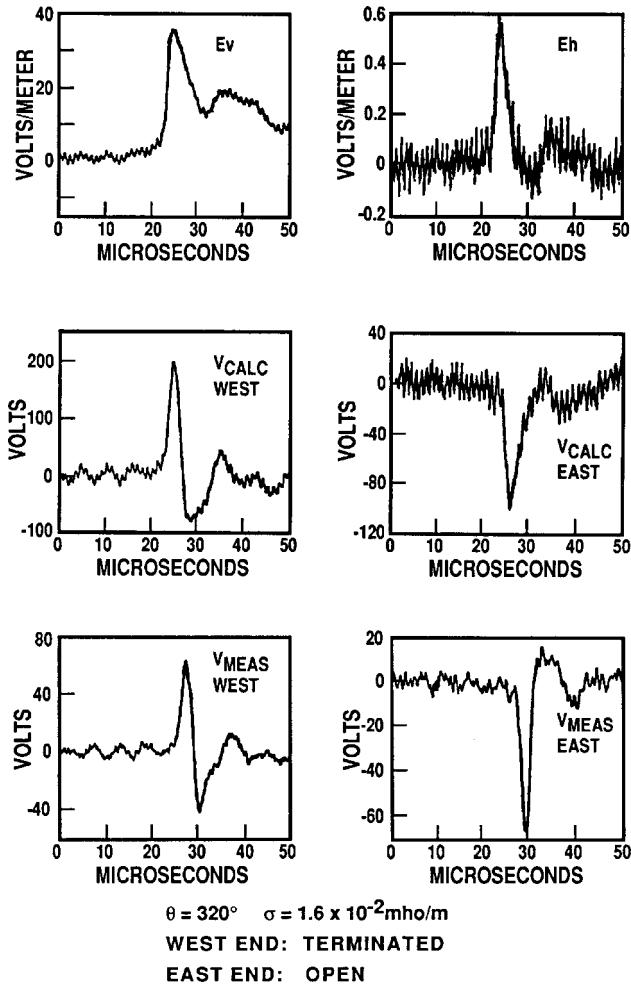 40
20
0
VOLTS/METER
Ev
0 10 20 30 40 50
MICROSECONDS
0.6
0.4
0.2
0
-0.2
VOLTS/METER
Eh
0 10 20 30 40 50
MICROSECONDS
200
100
0
-100
VOLTS
VCALC
WEST
0 10 20 30 40 50
MICROSECONDS
40
0
-40
-80
-120
VOLTS
VCALC
EAST
0 10 20 30 40 50
MICROSECONDS
80
40
0
-40
VOLTS
VMEAS
WEST
0 10 20 30 40 50
MICROSECONDS
20
0
-20
-60
VOLTS
VMEAS
EAST
0 10 20 30 40 50
MICROSECONDS
θ = 320° σ = 1.6 x 10-2mho/m
WEST END: TERMINATED
EAST END: OPEN